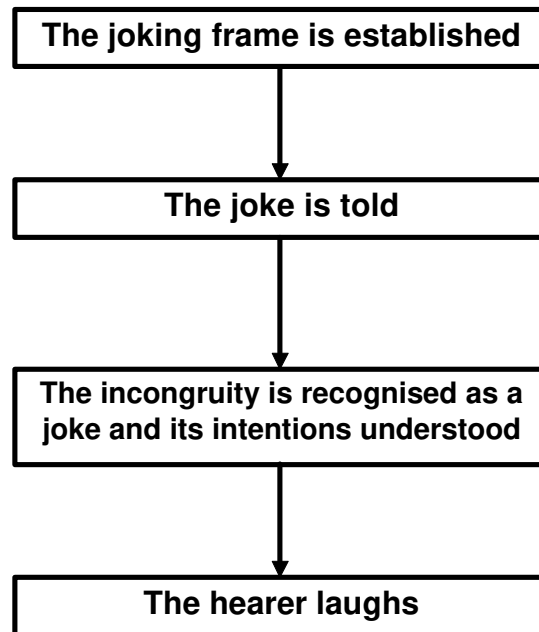 The joking frame is established
The joke is told
The incongruity is recognised as a
joke and its intentions understood
The hearer laughs